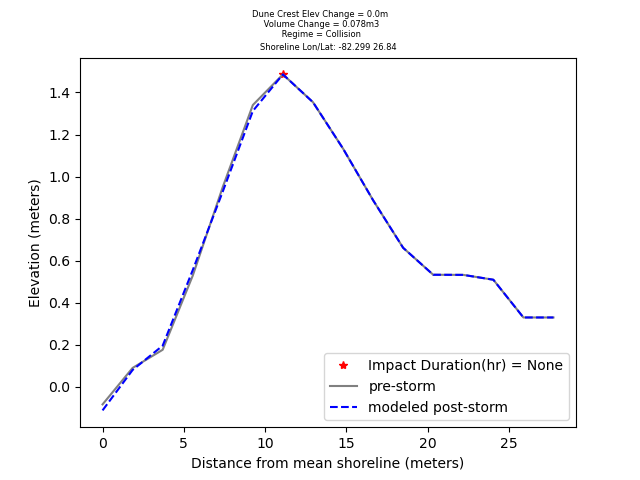 Dune Crest Elev Change = 0.0m
Volume Change = 0.078m3
Regime = Collision
Shoreline Lon/Lat: -82.299 26.84
Elevation (meters)
1.4
1.2
1.0
0.8
0.6
0.4
0.2
0.0
Impact Duration(hr) = None
pre-storm
modeled post-storm
0 5 10 15 20 25
Distance from mean shoreline (meters)